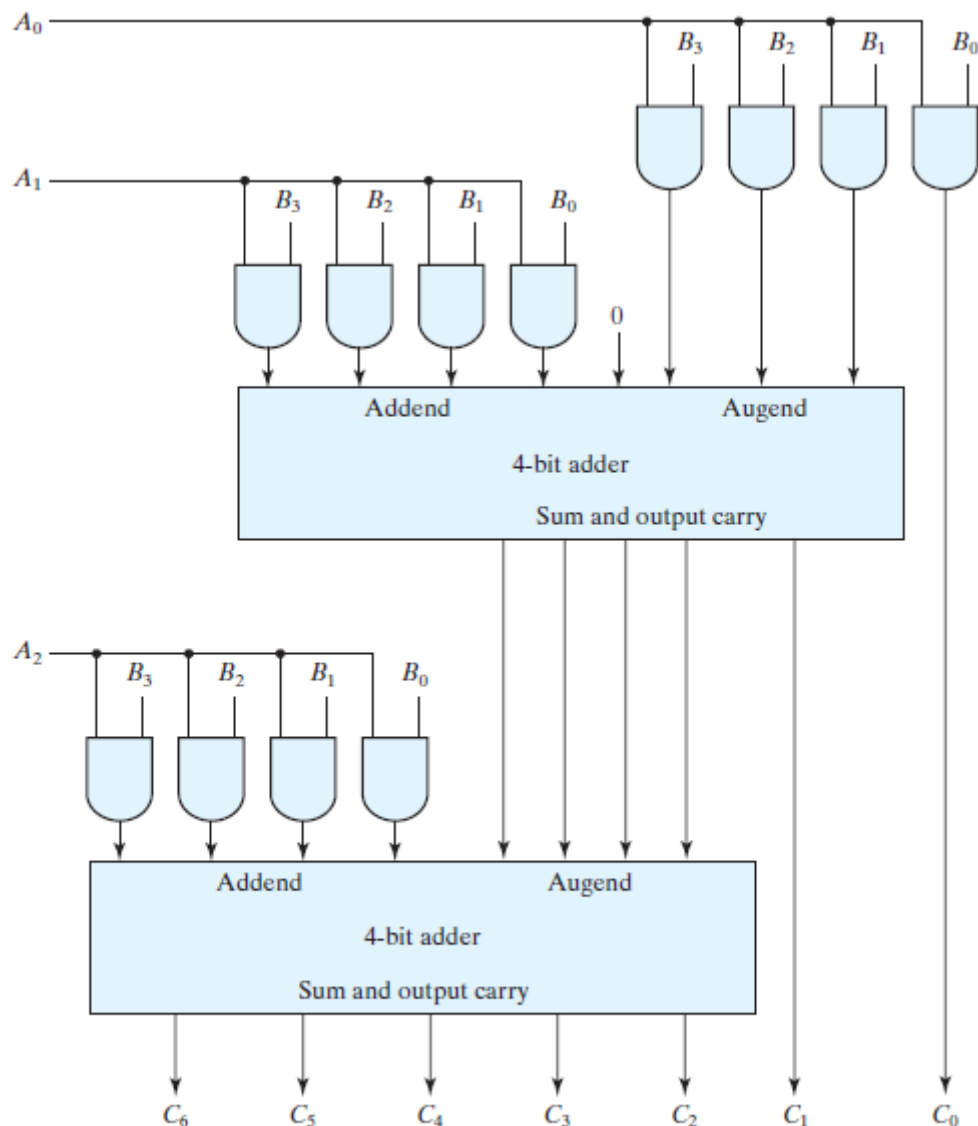 A₀
B₃ B₂ B₁ B₀
A₁
B₃ B₂ B₁ B₀
0
Addend Augend
4-bit adder
Sum and output carry
A₂
B₃ B₂ B₁ B₀
Addend Augend
4-bit adder
Sum and output carry
C₆ C₅ C₄ C₃ C₂ C₁ C₀